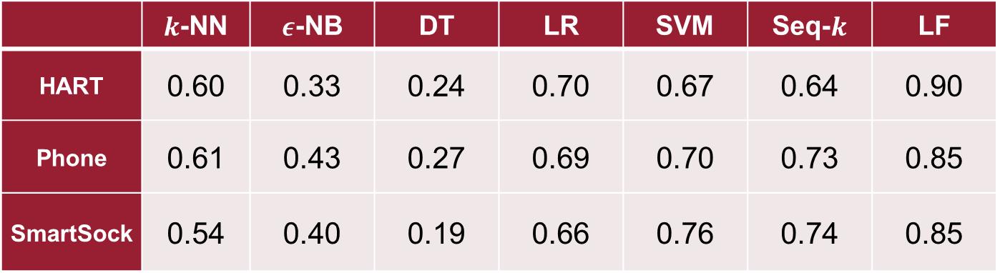 k-NN ϵ-NB DT LR SVM Seq-k LF
HART 0.60 0.33 0.24 0.70 0.67 0.64 0.90
Phone 0.61 0.43 0.27 0.69 0.70 0.73 0.85
SmartSock 0.54 0.40 0.19 0.66 0.76 0.74 0.85